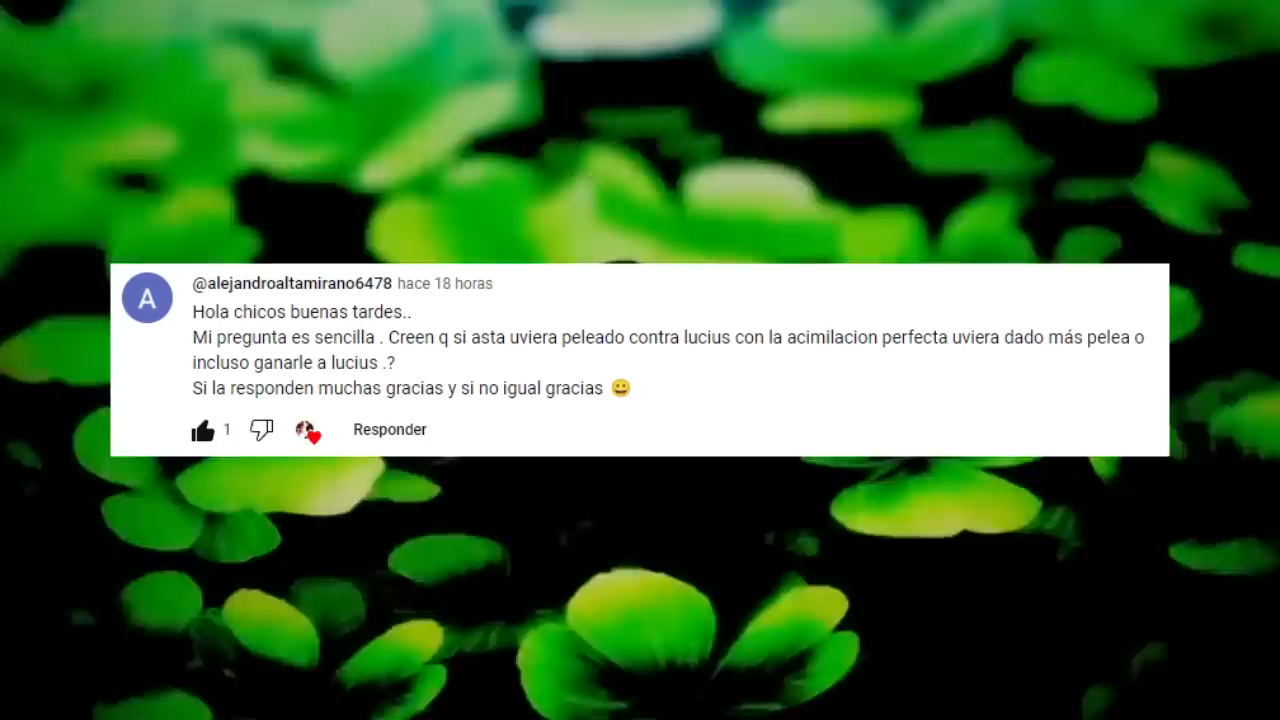 @alejandroaltamirano6478 hace 18 horas
Hola chicos buenas tardes..
Mi pregunta es sencilla . Creen q si asta uviera peleado contra lucius con la acimilacion perfecta uviera dado más pelea o
incluso ganarle a lucius .?
Si la responden muchas gracias y si no igual gracias 😀
1 Responder